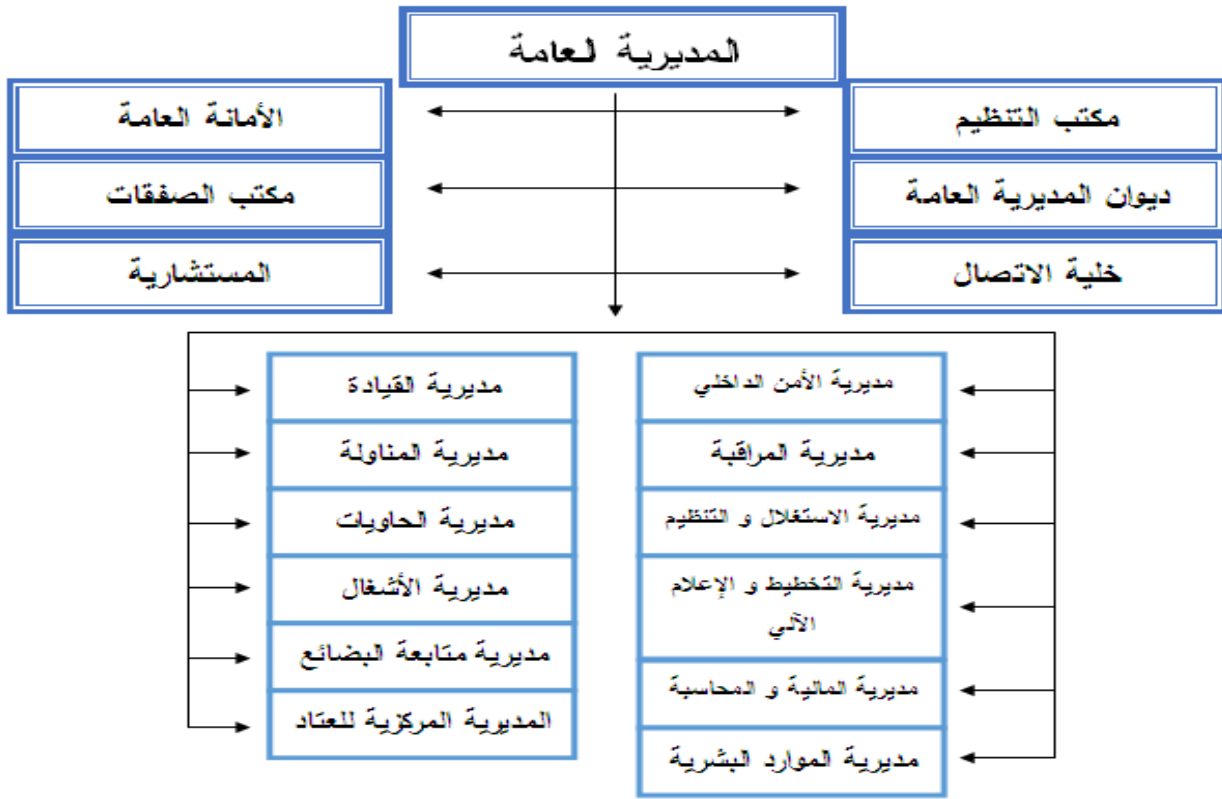 المديرية العامة
مكتب التنظيم
الأمانة العامة
ديوان المديرية العامة
مكتب الصفقات
خلية الاتصال
المستشارية
مديرية الأمن الداخلي
مديرية المراقبة
مديرية الاستغلال و التنظيم
مديرية التخطيط و الإعلام
الآلي
مديرية المالية و المحاسبة
مديرية الموارد البشرية
مديرية القيادة
مديرية المناولة
مديرية الحاويات
مديرية الأشغال
مديرية متابعة البضائع
المديرية المركزية للعتاد